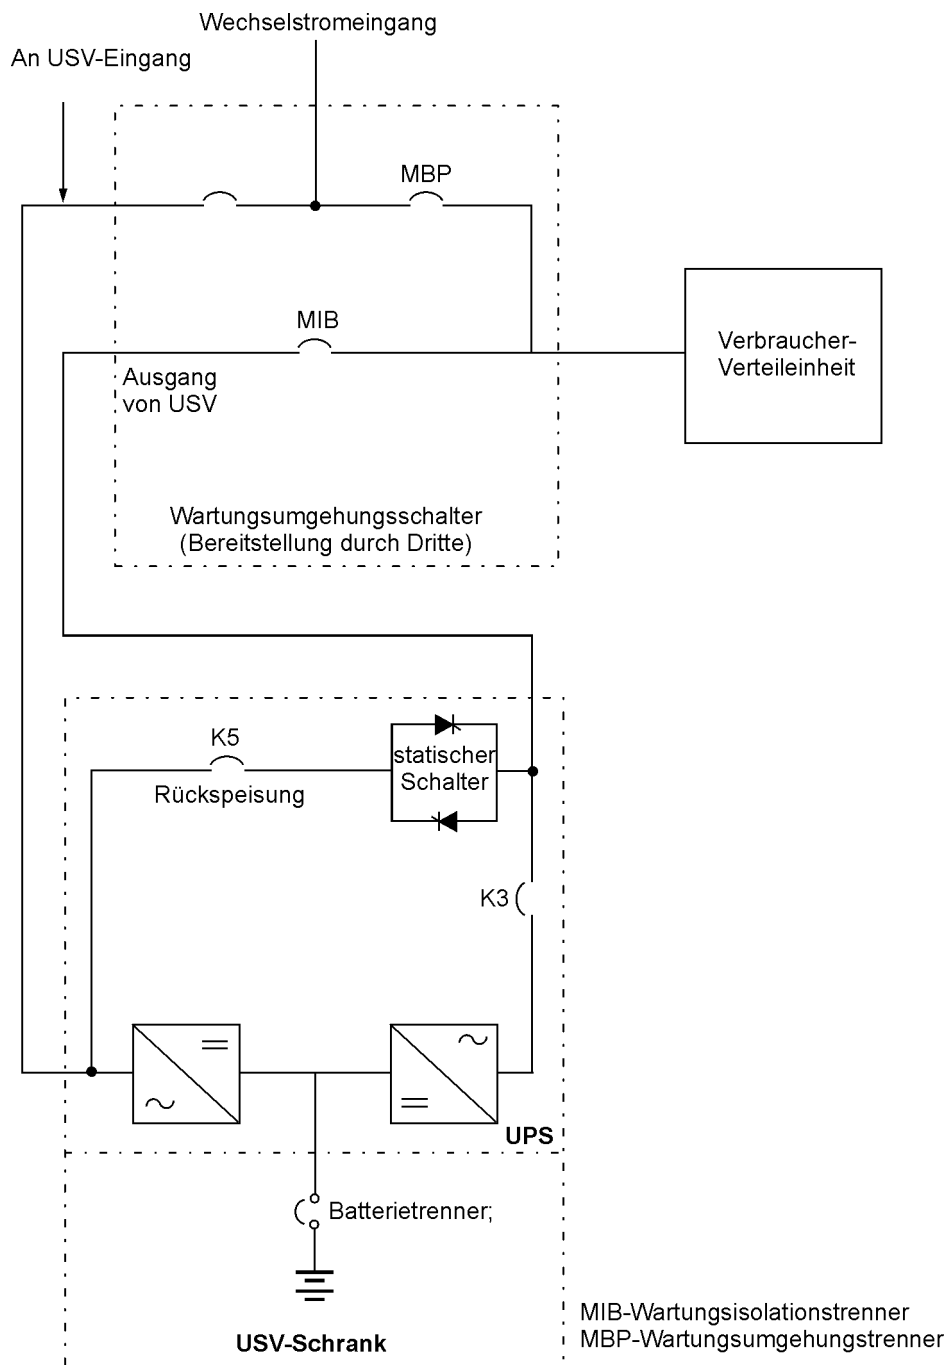 Wechselstromeingang
An USV-Eingang
MBP
MIB
Verbraucher-
Verteileinheit
Ausgang
von USV
Wartungsumgehungsschalter
(Bereitstellung durch Dritte)
K5
statischer
Schalter
Rückspeisung
K3
UPS
Batterietrenner;
USV-Schrank
MIB-Wartungsisolationstrenner
MBP-Wartungsumgehungstrenner